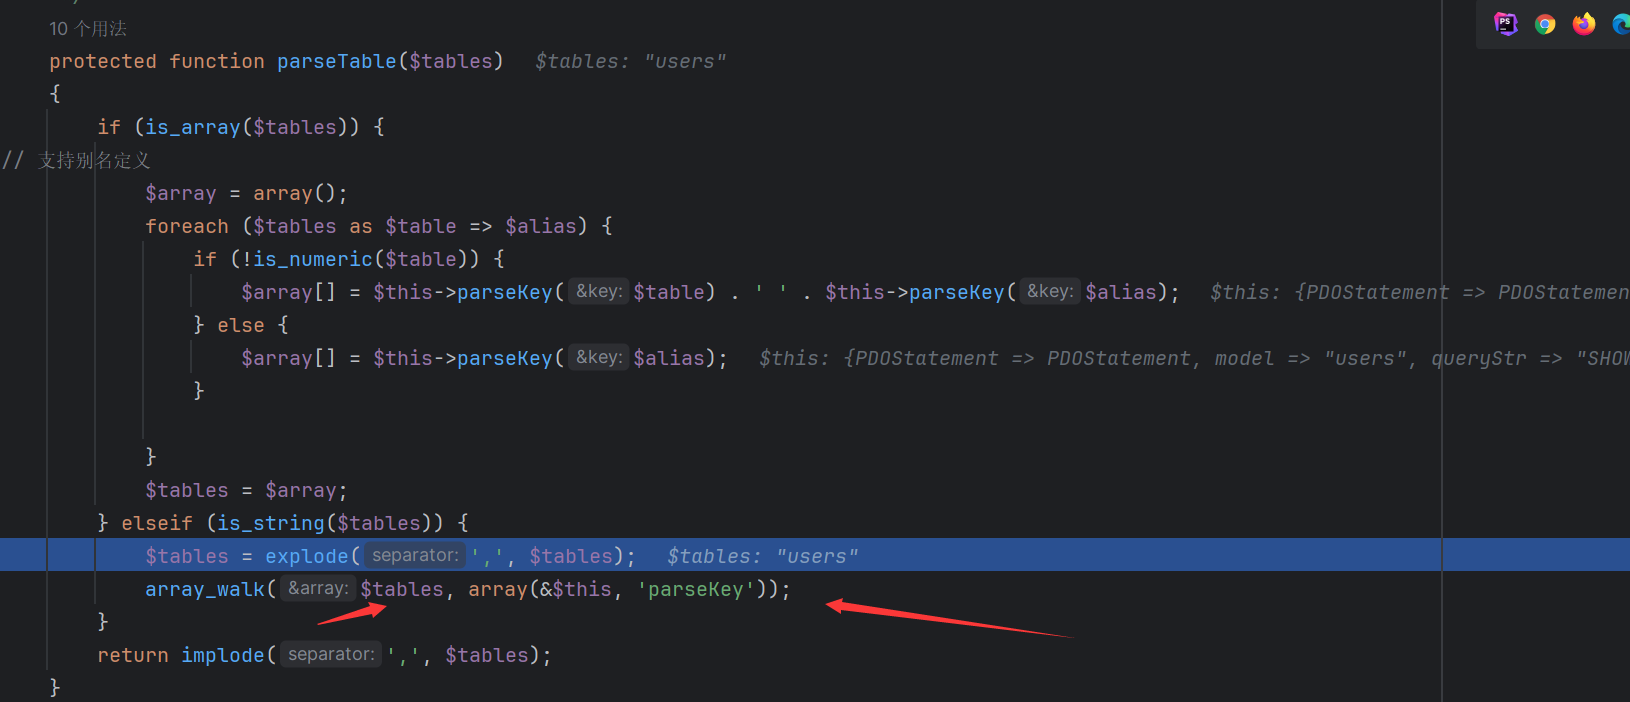 10 个用法
protected function parseTable($tables) $tables: "users"
{
if (is_array($tables)) {
// 支持别名定义
$array = array();
foreach ($tables as $table => $alias) {
if (!is_numeric($table)) {
$array[] = $this->parseKey( &key: $table) . ' ' . $this->parseKey( &key: $alias); $this: {PDOStatement => PDOStatemen
} else {
$array[] = $this->parseKey( &key: $alias); $this: {PDOStatement => PDOStatement, model => "users", queryStr => "SHOW
}
}
$tables = $array;
} elseif (is_string($tables)) {
$tables = explode( separator: ',', $tables); $tables: "users"
array_walk( &array: $tables, array(&$this, 'parseKey'));
}
return implode( separator: ',', $tables);
}